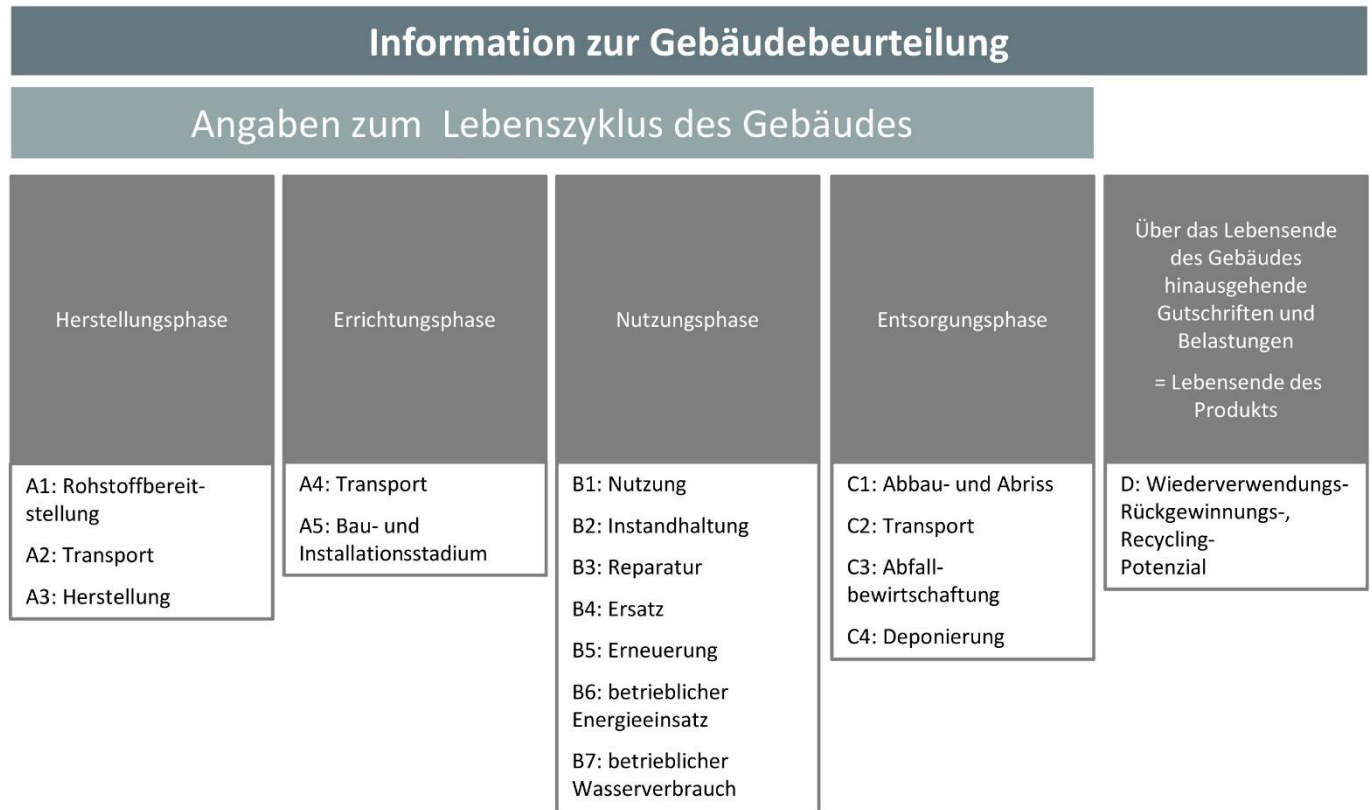 Information zur Gebäudebeurteilung
Angaben zum Lebenszyklus des Gebäudes
Herstellungsphase
A1: Rohstoffbereit-
stellung
A2: Transport
A3: Herstellung
Errichtungsphase
A4: Transport
A5: Bau- und
Installationsstadium
Nutzungsphase
B1: Nutzung
B2: Instandhaltung
B3: Reparatur
B4: Ersatz
B5: Erneuerung
B6: betrieblicher
Energieeinsatz
B7: betrieblicher
Wasserverbrauch
Entsorgungsphase
C1: Abbau- und Abriss
C2: Transport
C3: Abfall-
bewirtschaftung
C4: Deponierung
Über das Lebensende
des Gebäudes
hinausgehende
Gutschriften und
Belastungen
= Lebensende des
Produkts
D: Wiederverwendungs-
Rückgewinnungs-,
Recycling-
Potenzial